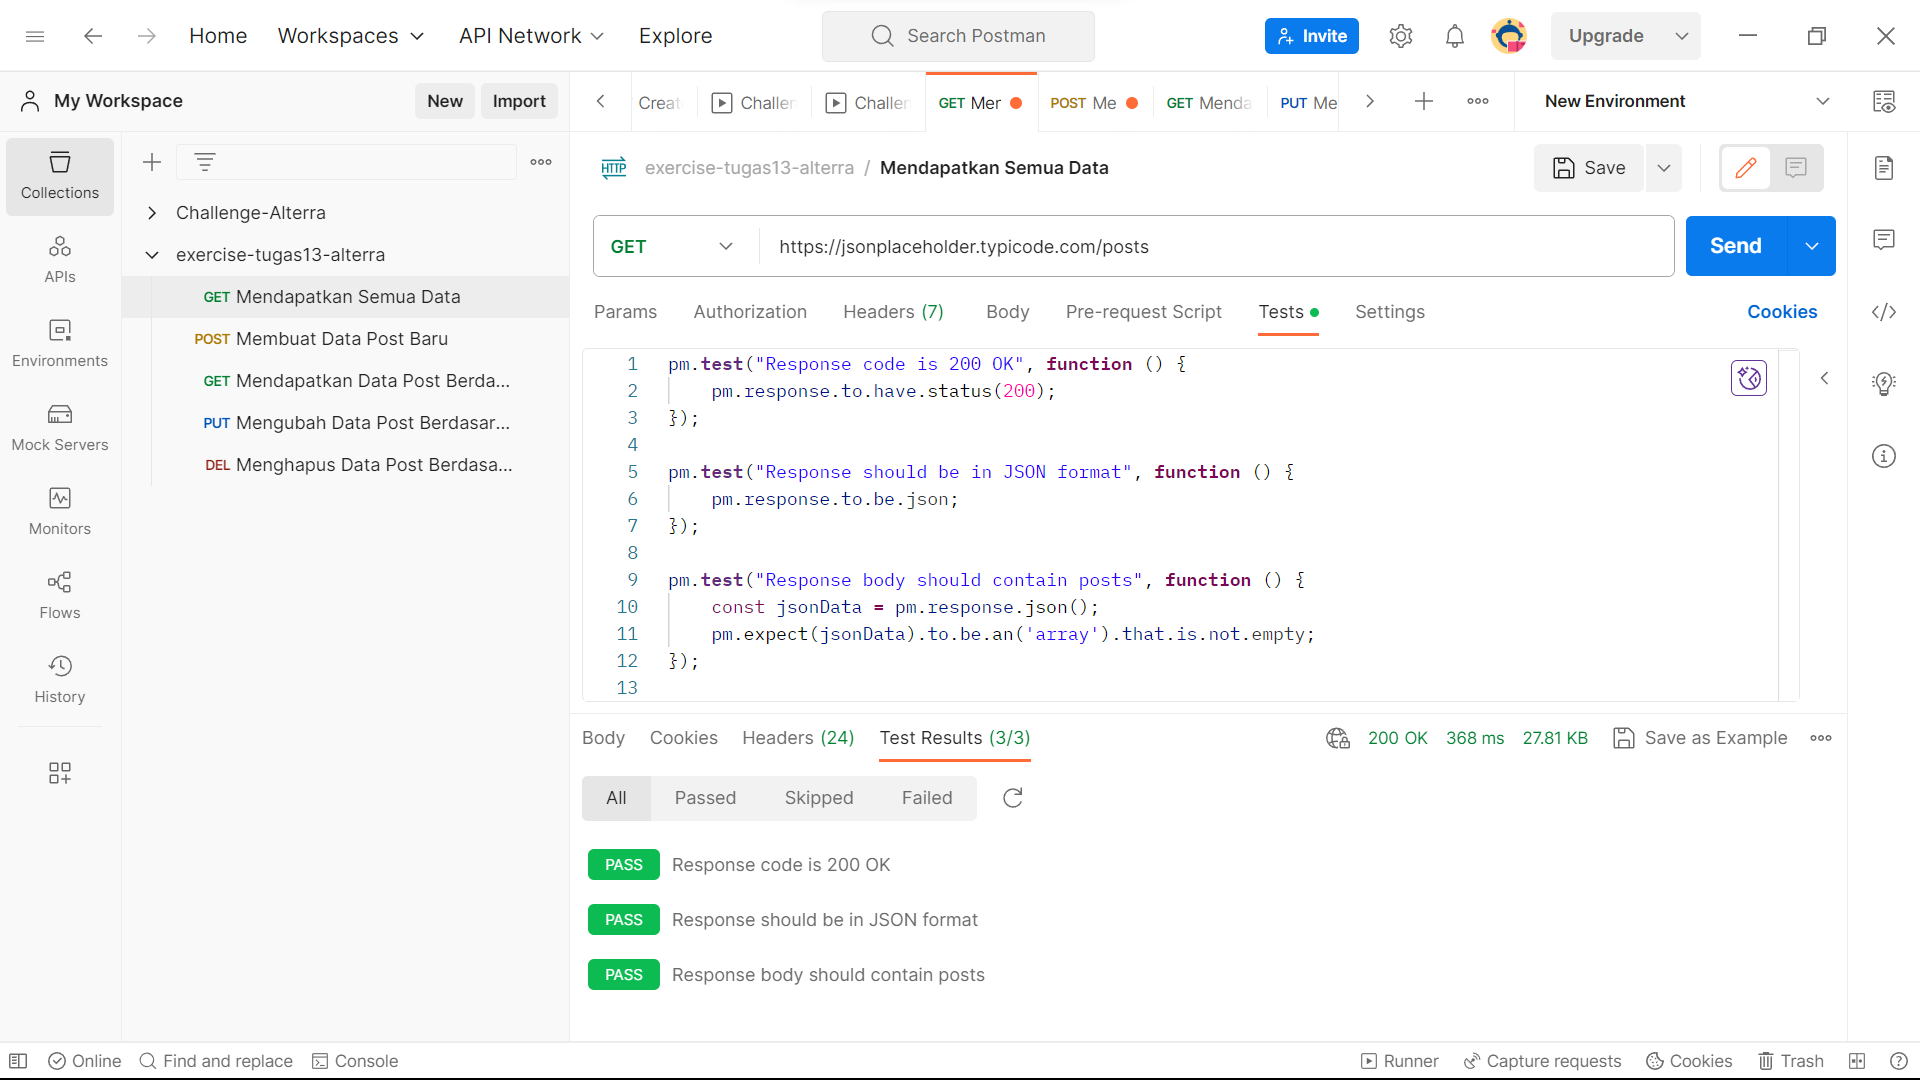 Home
Workspaces
API Network
Explore
Search Postman
Invite
Upgrade
My Workspace
New
Import
Creat
Challen
Challen
GET Mer
POST Me
GET Menda
PUT Me
New Environment
Collections
APIs
Environments
Mock Servers
Monitors
Flows
History
Challenge-Alterra
exercise-tugas13-alterra
GET Mendapatkan Semua Data
POST Membuat Data Post Baru
GET Mendapatkan Data Post Berda...
PUT Mengubah Data Post Berdasar...
DEL Menghapus Data Post Berdasa...
HTTP exercise-tugas13-alterra / Mendapatkan Semua Data
Save
GET https://jsonplaceholder.typicode.com/posts
Send
Params Authorization Headers (7) Body Pre-request Script Tests Settings Cookies
1 pm.test("Response code is 200 OK", function () {
2 pm.response.to.have.status(200);
3 });
4
5 pm.test("Response should be in JSON format", function () {
6 pm.response.to.be.json;
7 });
8
9 pm.test("Response body should contain posts", function () {
10 const jsonData = pm.response.json();
11 pm.expect(jsonData).to.be.an('array').that.is.not.empty;
12 });
13
Body Cookies Headers (24) Test Results (3/3) 200 OK 368 ms 27.81 KB Save as Example
All Passed Skipped Failed
PASS Response code is 200 OK
PASS Response should be in JSON format
PASS Response body should contain posts
Online Find and replace Console Runner Capture requests Cookies Trash